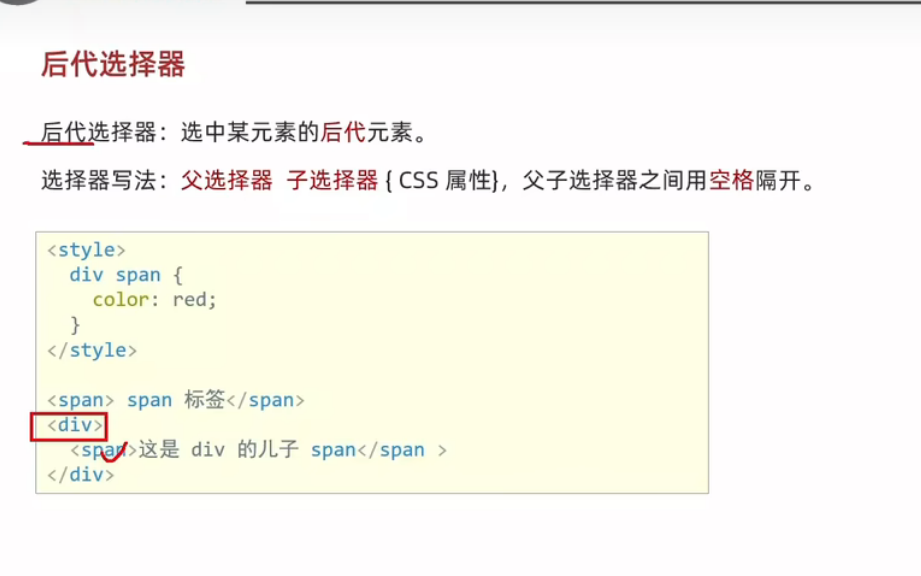 后代选择器
后代选择器：选中某元素的后代元素。
选择器写法：父选择器 子选择器 { CSS 属性}，父子选择器之间用空格隔开。
<style>
div span {
color: red;
}
</style>
<span> span 标签</span>
<div>
<span>这是 div 的儿子 span</span >
</div>